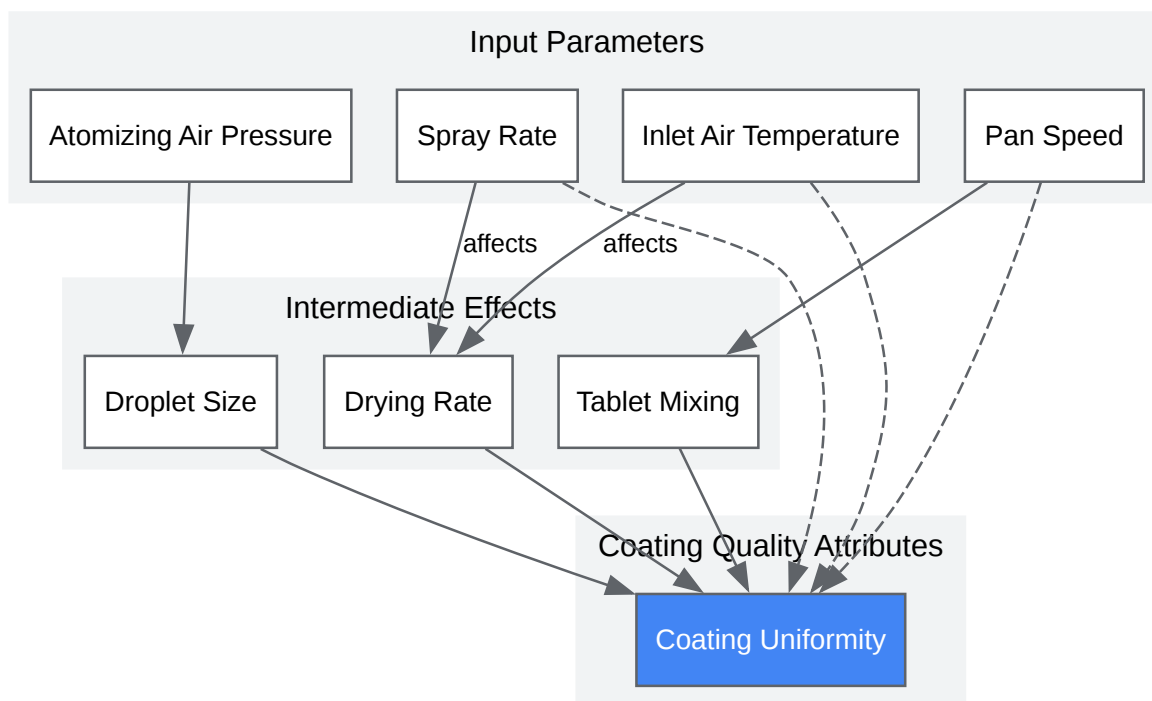 Input Parameters
Atomizing Air Pressure
Spray Rate
Inlet Air Temperature
Pan Speed
affects
affects
Intermediate Effects
Droplet Size
Drying Rate
Tablet Mixing
Coating Quality Attributes
Coating Uniformity